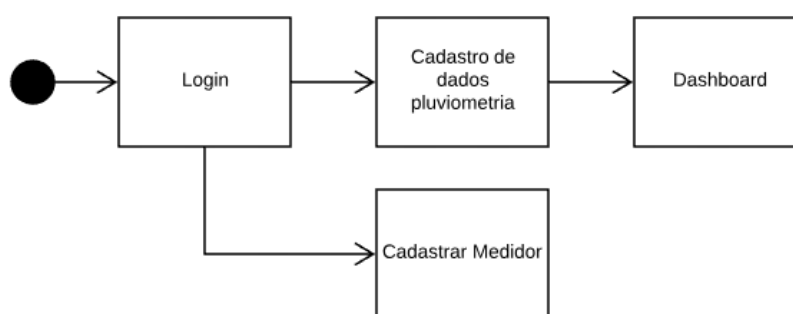 Login
Cadastro de
dados
pluviometria
Dashboard
Cadastrar Medidor